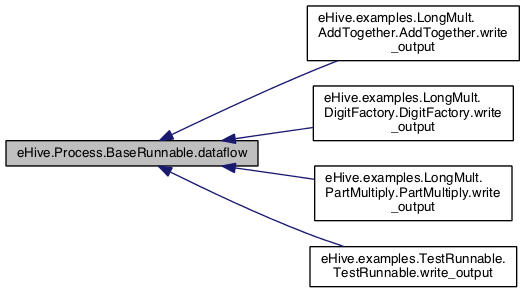 eHive.examples.LongMult.
AddTogether.AddTogether.write
_output
eHive.examples.LongMult.
DigitFactory.DigitFactory.write
_output
eHive.Process.BaseRunnable.dataflow
eHive.examples.LongMult.
PartMultiply.PartMultiply.write
_output
eHive.examples.TestRunnable.
TestRunnable.write_output